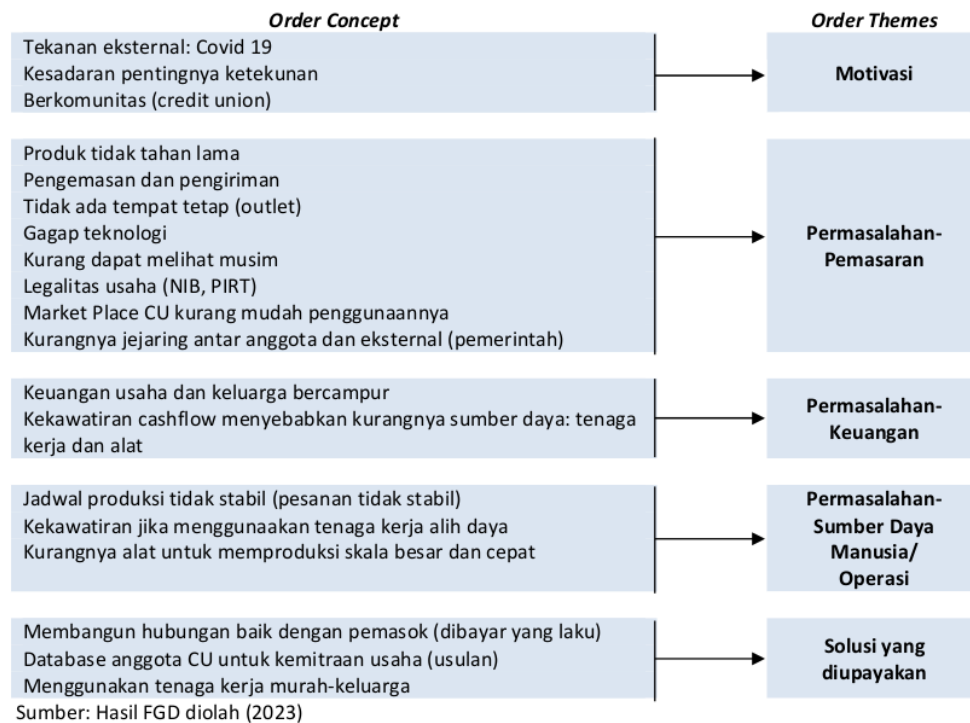 Order Concept
Order Themes
Tekanan eksternal: Covid 19
Kesadaran pentingnya ketekunan
Berkomunitas (credit union)
Motivasi
Produk tidak tahan lama
Pengemasan dan pengiriman
Tidak ada tempat tetap (outlet)
Gagap teknologi
Kurang dapat melihat musim
Legalitas usaha (NIB, PIRT)
Market Place CU kurang mudah penggunaannya
Kurangnya jejaring antar anggota dan eksternal (pemerintah)
Permasalahan-
Pemasaran
Keuangan usaha dan keluarga bercampur
Kekawatiran cashflow menyebabkan kurangnya sumber daya: tenaga
kerja dan alat
Permasalahan-
Keuangan
Jadwal produksi tidak stabil (pesanan tidak stabil)
Kekawatiran jika menggunaakan tenaga kerja alih daya
Kurangnya alat untuk memproduksi skala besar dan cepat
Permasalahan-
Sumber Daya
Manusia/
Operasi
Membangun hubungan baik dengan pemasok (dibayar yang laku)
Database anggota CU untuk kemitraan usaha (usulan)
Menggunakan tenaga kerja murah-keluarga
Solusi yang
diupayakan
Sumber: Hasil FGD diolah (2023)